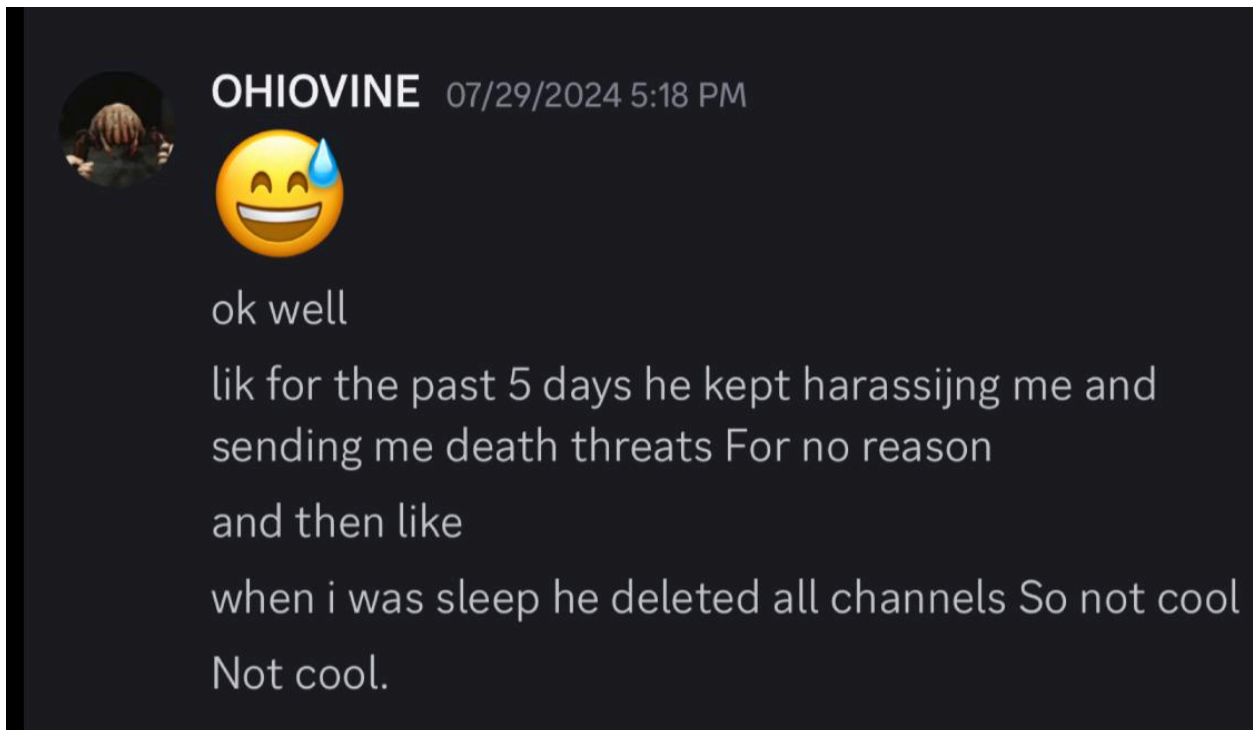 OHIOVINE 07/29/2024 5:18 PM
😅
ok well
lik for the past 5 days he kept harassijng me and
sending me death threats For no reason
and then like
when i was sleep he deleted all channels So not cool
Not cool.